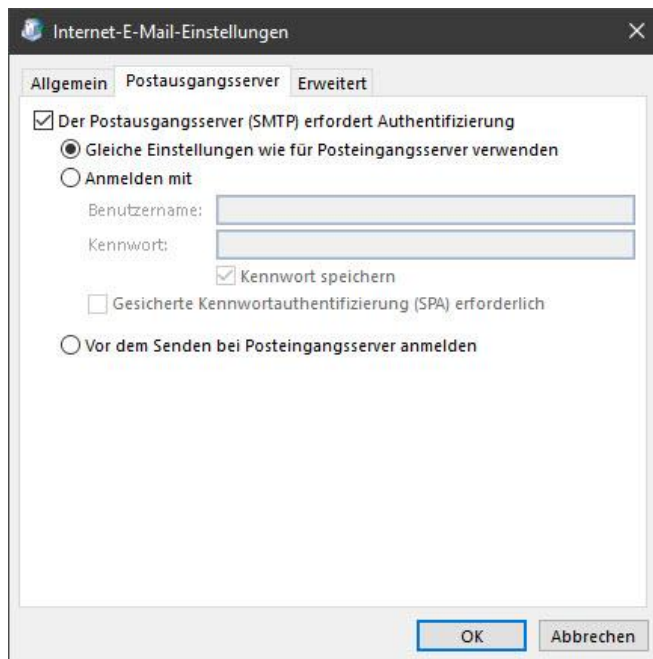 Internet-E-Mail-Einstellungen
Allgemein Postausgangsserver Erweitert
Der Postausgangsserver (SMTP) erfordert Authentifizierung
Gleiche Einstellungen wie für Posteingangsserver verwenden
Anmelden mit
Benutzername:
Kennwort:
Kennwort speichern
Gesicherte Kennwortauthentifizierung (SPA) erforderlich
Vor dem Senden bei Posteingangsserver anmelden
OK Abbrechen